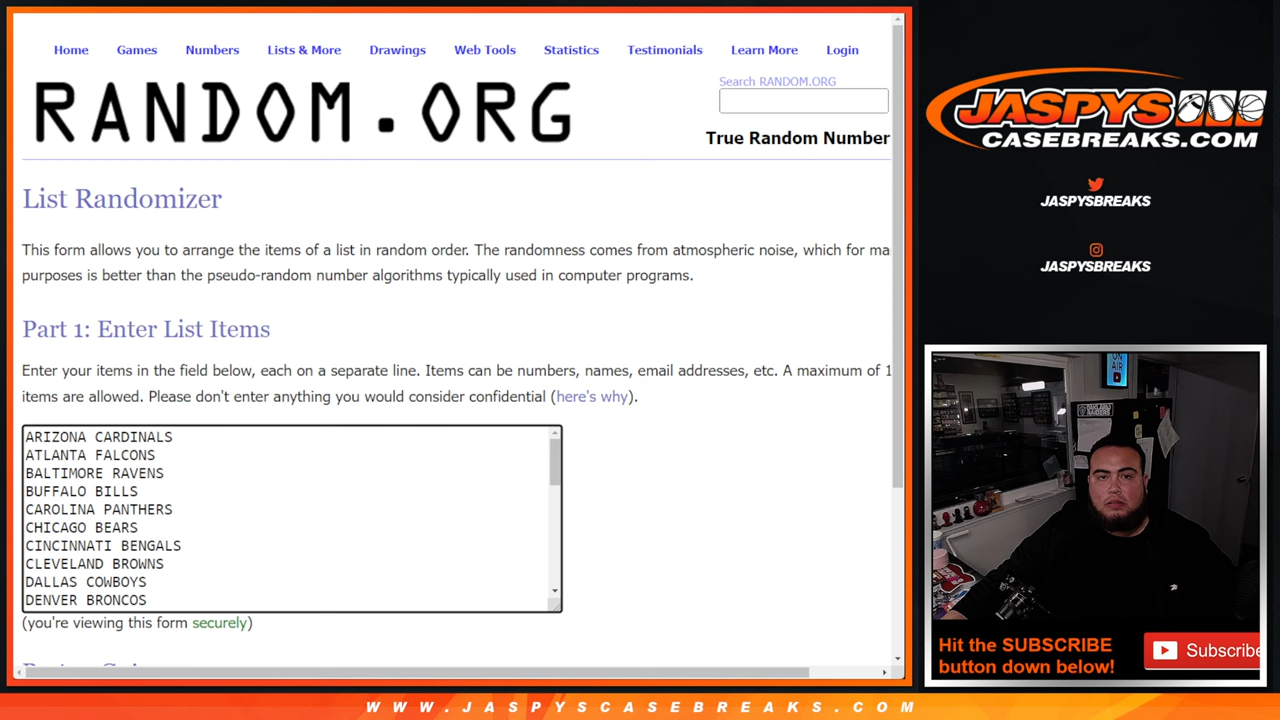 Home Games Numbers Lists & More Drawings Web Tools Statistics Testimonials Learn More Login
RANDOM.ORG
Search RANDOM.ORG
True Random Number
List Randomizer
This form allows you to arrange the items of a list in random order. The randomness comes from atmospheric noise, which for ma
purposes is better than the pseudo-random number algorithms typically used in computer programs.
Part 1: Enter List Items
Enter your items in the field below, each on a separate line. Items can be numbers, names, email addresses, etc. A maximum of 1
items are allowed. Please don't enter anything you would consider confidential (here's why).
ARIZONA CARDINALS
ATLANTA FALCONS
BALTIMORE RAVENS
BUFFALO BILLS
CAROLINA PANTHERS
CHICAGO BEARS
CINCINNATI BENGALS
CLEVELAND BROWNS
DALLAS COWBOYS
DENVER BRONCOS
(you're viewing this form securely)
JASPYS
CASEBREAKS.COM
JASPYSBREAKS
JASPYSBREAKS
ON
AIR
OAKLAND
RAIDERS
Hit the SUBSCRIBE
button down below!
Subscribe
WWW.JASPYSCASEBREAKS.COM